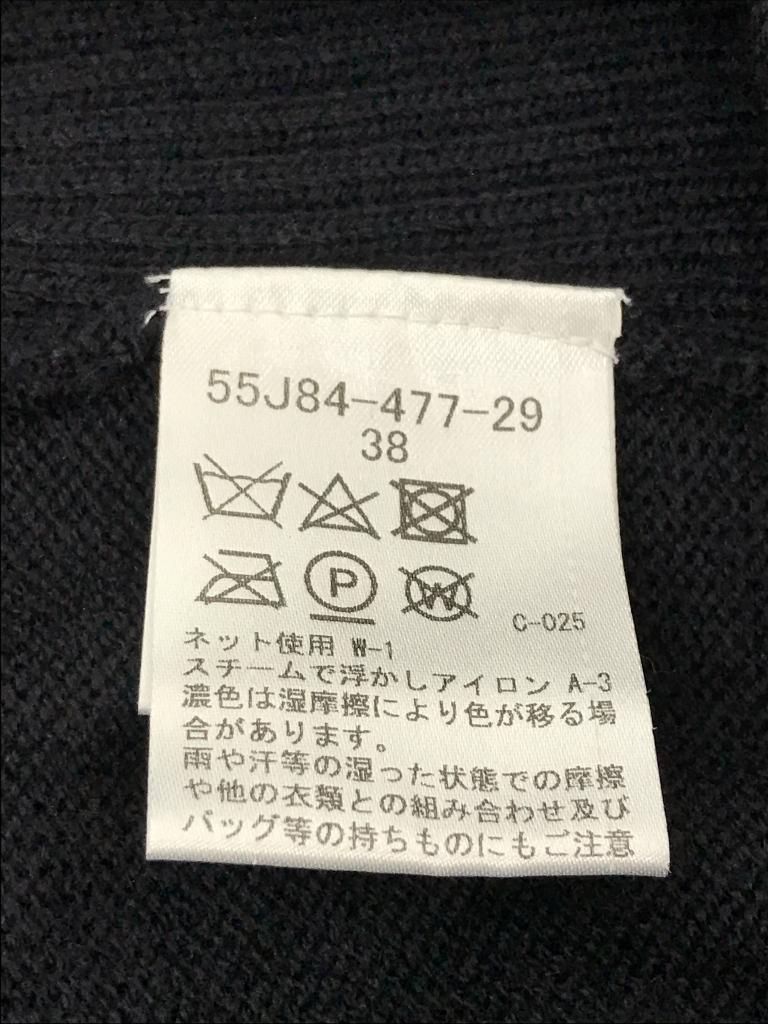 55J84-477-29
38
P
W
C-025
ネット使用 W-1
スチームで浮かしアイロン A-3
濃色は湿摩擦により色が移る場
合があります。
雨や汗等の湿った状態での摩擦
や他の衣類との組み合わせ及び
バッグ等の持ちものにもご注意